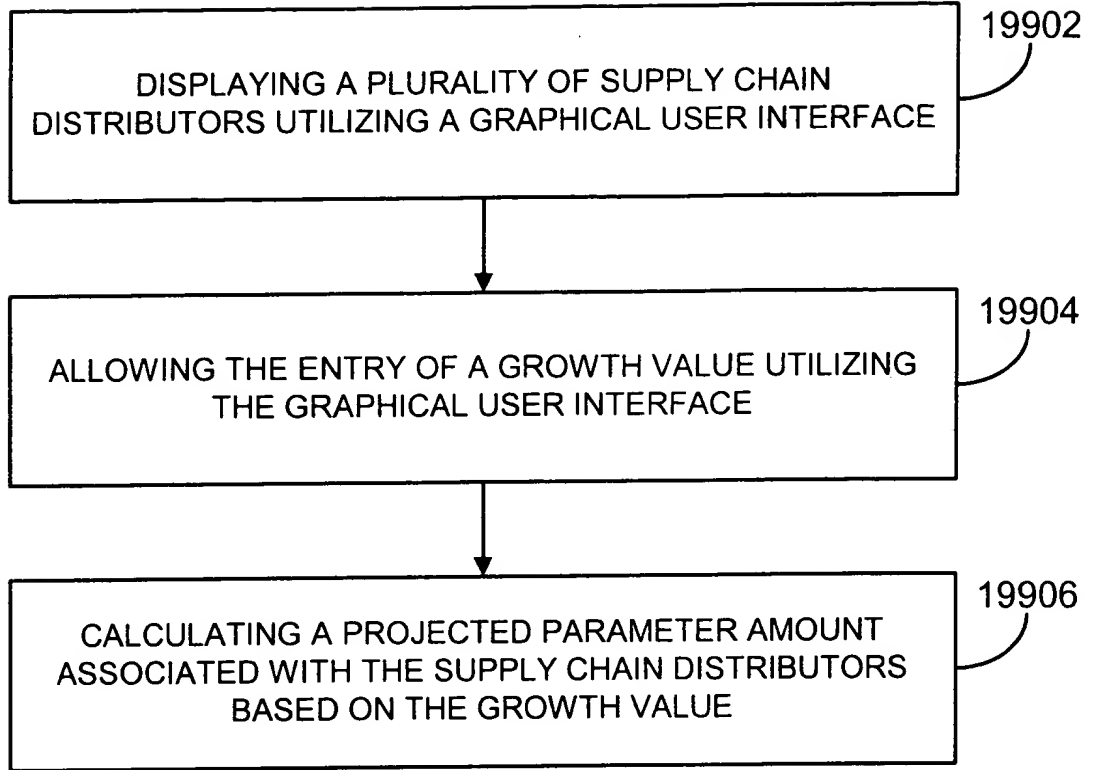 19902
DISPLAYING A PLURALITY OF SUPPLY CHAIN
DISTRIBUTORS UTILIZING A GRAPHICAL USER INTERFACE
19904
ALLOWING THE ENTRY OF A GROWTH VALUE UTILIZING
THE GRAPHICAL USER INTERFACE
19906
CALCULATING A PROJECTED PARAMETER AMOUNT
ASSOCIATED WITH THE SUPPLY CHAIN DISTRIBUTORS
BASED ON THE GROWTH VALUE